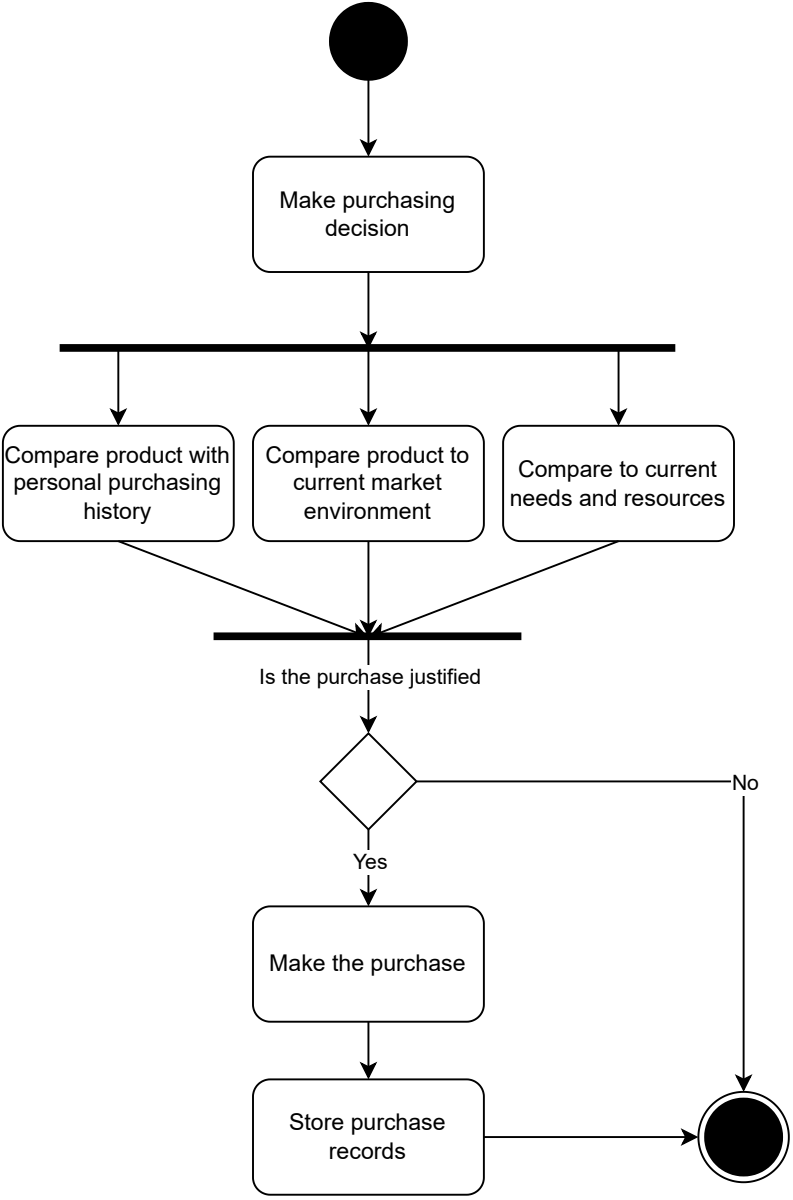 Make purchasing
decision
Compare product with
personal purchasing
history
Compare product to
current market
environment
Compare to current
needs and resources
Is the purchase justified
No
Yes
Make the purchase
Store purchase
records